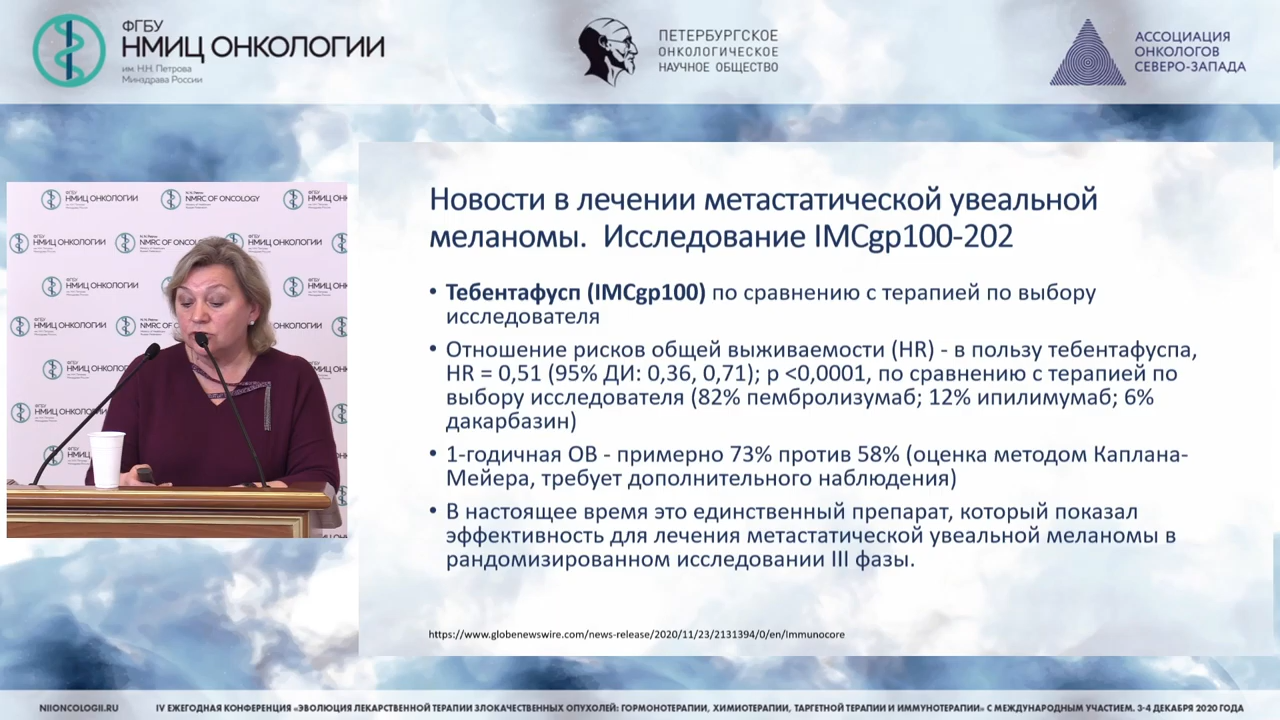 ФГБУ
НМИЦ ОНКОЛОГИИ
им. Н.Н. Петрова
Минздрава России
ПЕТЕРБУРГСКОЕ
ОНКОЛОГИЧЕСКОЕ
НАУЧНОЕ ОБЩЕСТВО
АССОЦИАЦИЯ
ОНКОЛОГОВ
СЕВЕРО-ЗАПАДА
НМИЦ ОНКОЛОГИИ
NMRC OF ONCOLOGY
Новости в лечении метастатической увеальной
меланомы. Исследование IMCgp100-202
• Тебентафусп (IMCgp100) по сравнению с терапией по выбору
исследователя
• Отношение рисков общей выживаемости (HR) - в пользу тебентафуспа,
HR = 0,51 (95% ДИ: 0,36, 0,71); p <0,0001, по сравнению с терапией по
выбору исследователя (82% пембролизумаб; 12% ипилимумаб; 6%
дакарбазин)
• 1-годичная ОВ - примерно 73% против 58% (оценка методом Каплана-
Мейера, требует дополнительного наблюдения)
• В настоящее время это единственный препарат, который показал
эффективность для лечения метастатической увеальной меланомы в
рандомизированном исследовании III фазы.
https://www.globenewswire.com/news-release/2020/11/23/2131394/0/en/Immunocore
NIIONCOLOGII.RU
IV ЕЖЕГОДНАЯ КОНФЕРЕНЦИЯ «ЭВОЛЮЦИЯ ЛЕКАРСТВЕННОЙ ТЕРАПИИ ЗЛОКАЧЕСТВЕННЫХ ОПУХОЛЕЙ: ГОРМОНОТЕРАПИИ, ХИМИОТЕРАПИИ, ТАРГЕТНОЙ ТЕРАПИИ И ИММУНОТЕРАПИИ» С МЕЖДУНАРОДНЫМ УЧАСТИЕМ. 3-4 ДЕКАБРЯ 2020 ГОДА